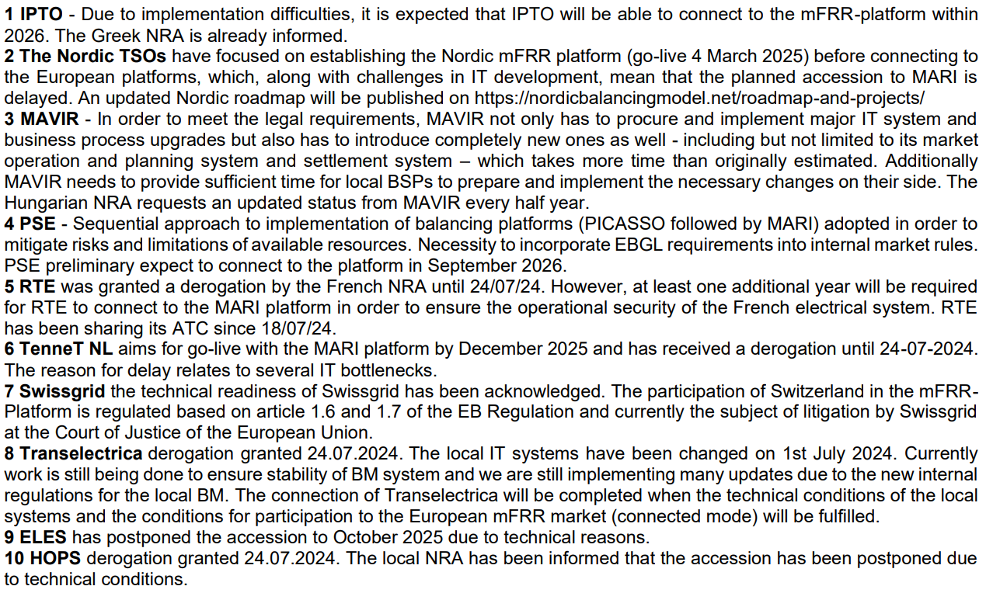 1 IPTO - Due to implementation difficulties, it is expected that IPTO will be able to connect to the mFRR-platform within
2026. The Greek NRA is already informed.
2 The Nordic TSOs have focused on establishing the Nordic mFRR platform (go-live 4 March 2025) before connecting to
the European platforms, which, along with challenges in IT development, mean that the planned accession to MARI is
delayed. An updated Nordic roadmap will be published on https://nordicbalancingmodel.net/roadmap-and-projects/
3 MAVIR - In order to meet the legal requirements, MAVIR not only has to procure and implement major IT system and
business process upgrades but also has to introduce completely new ones as well - including but not limited to its market
operation and planning system and settlement system – which takes more time than originally estimated. Additionally
MAVIR needs to provide sufficient time for local BSPs to prepare and implement the necessary changes on their side. The
Hungarian NRA requests an updated status from MAVIR every half year.
4 PSE - Sequential approach to implementation of balancing platforms (PICASSO followed by MARI) adopted in order to
mitigate risks and limitations of available resources. Necessity to incorporate EBGL requirements into internal market rules.
PSE preliminary expect to connect to the platform in September 2026.
5 RTE was granted a derogation by the French NRA until 24/07/24. However, at least one additional year will be required
for RTE to connect to the MARI platform in order to ensure the operational security of the French electrical system. RTE
has been sharing its ATC since 18/07/24.
6 TenneT NL aims for go-live with the MARI platform by December 2025 and has received a derogation until 24-07-2024.
The reason for delay relates to several IT bottlenecks.
7 Swissgrid the technical readiness of Swissgrid has been acknowledged. The participation of Switzerland in the mFRR-
Platform is regulated based on article 1.6 and 1.7 of the EB Regulation and currently the subject of litigation by Swissgrid
at the Court of Justice of the European Union.
8 Transelectrica derogation granted 24.07.2024. The local IT systems have been changed on 1st July 2024. Currently
work is still being done to ensure stability of BM system and we are still implementing many updates due to the new internal
regulations for the local BM. The connection of Transelectrica will be completed when the technical conditions of the local
systems and the conditions for participation to the European mFRR market (connected mode) will be fulfilled.
9 ELES has postponed the accession to October 2025 due to technical reasons.
10 HOPS derogation granted 24.07.2024. The local NRA has been informed that the accession has been postponed due
to technical conditions.